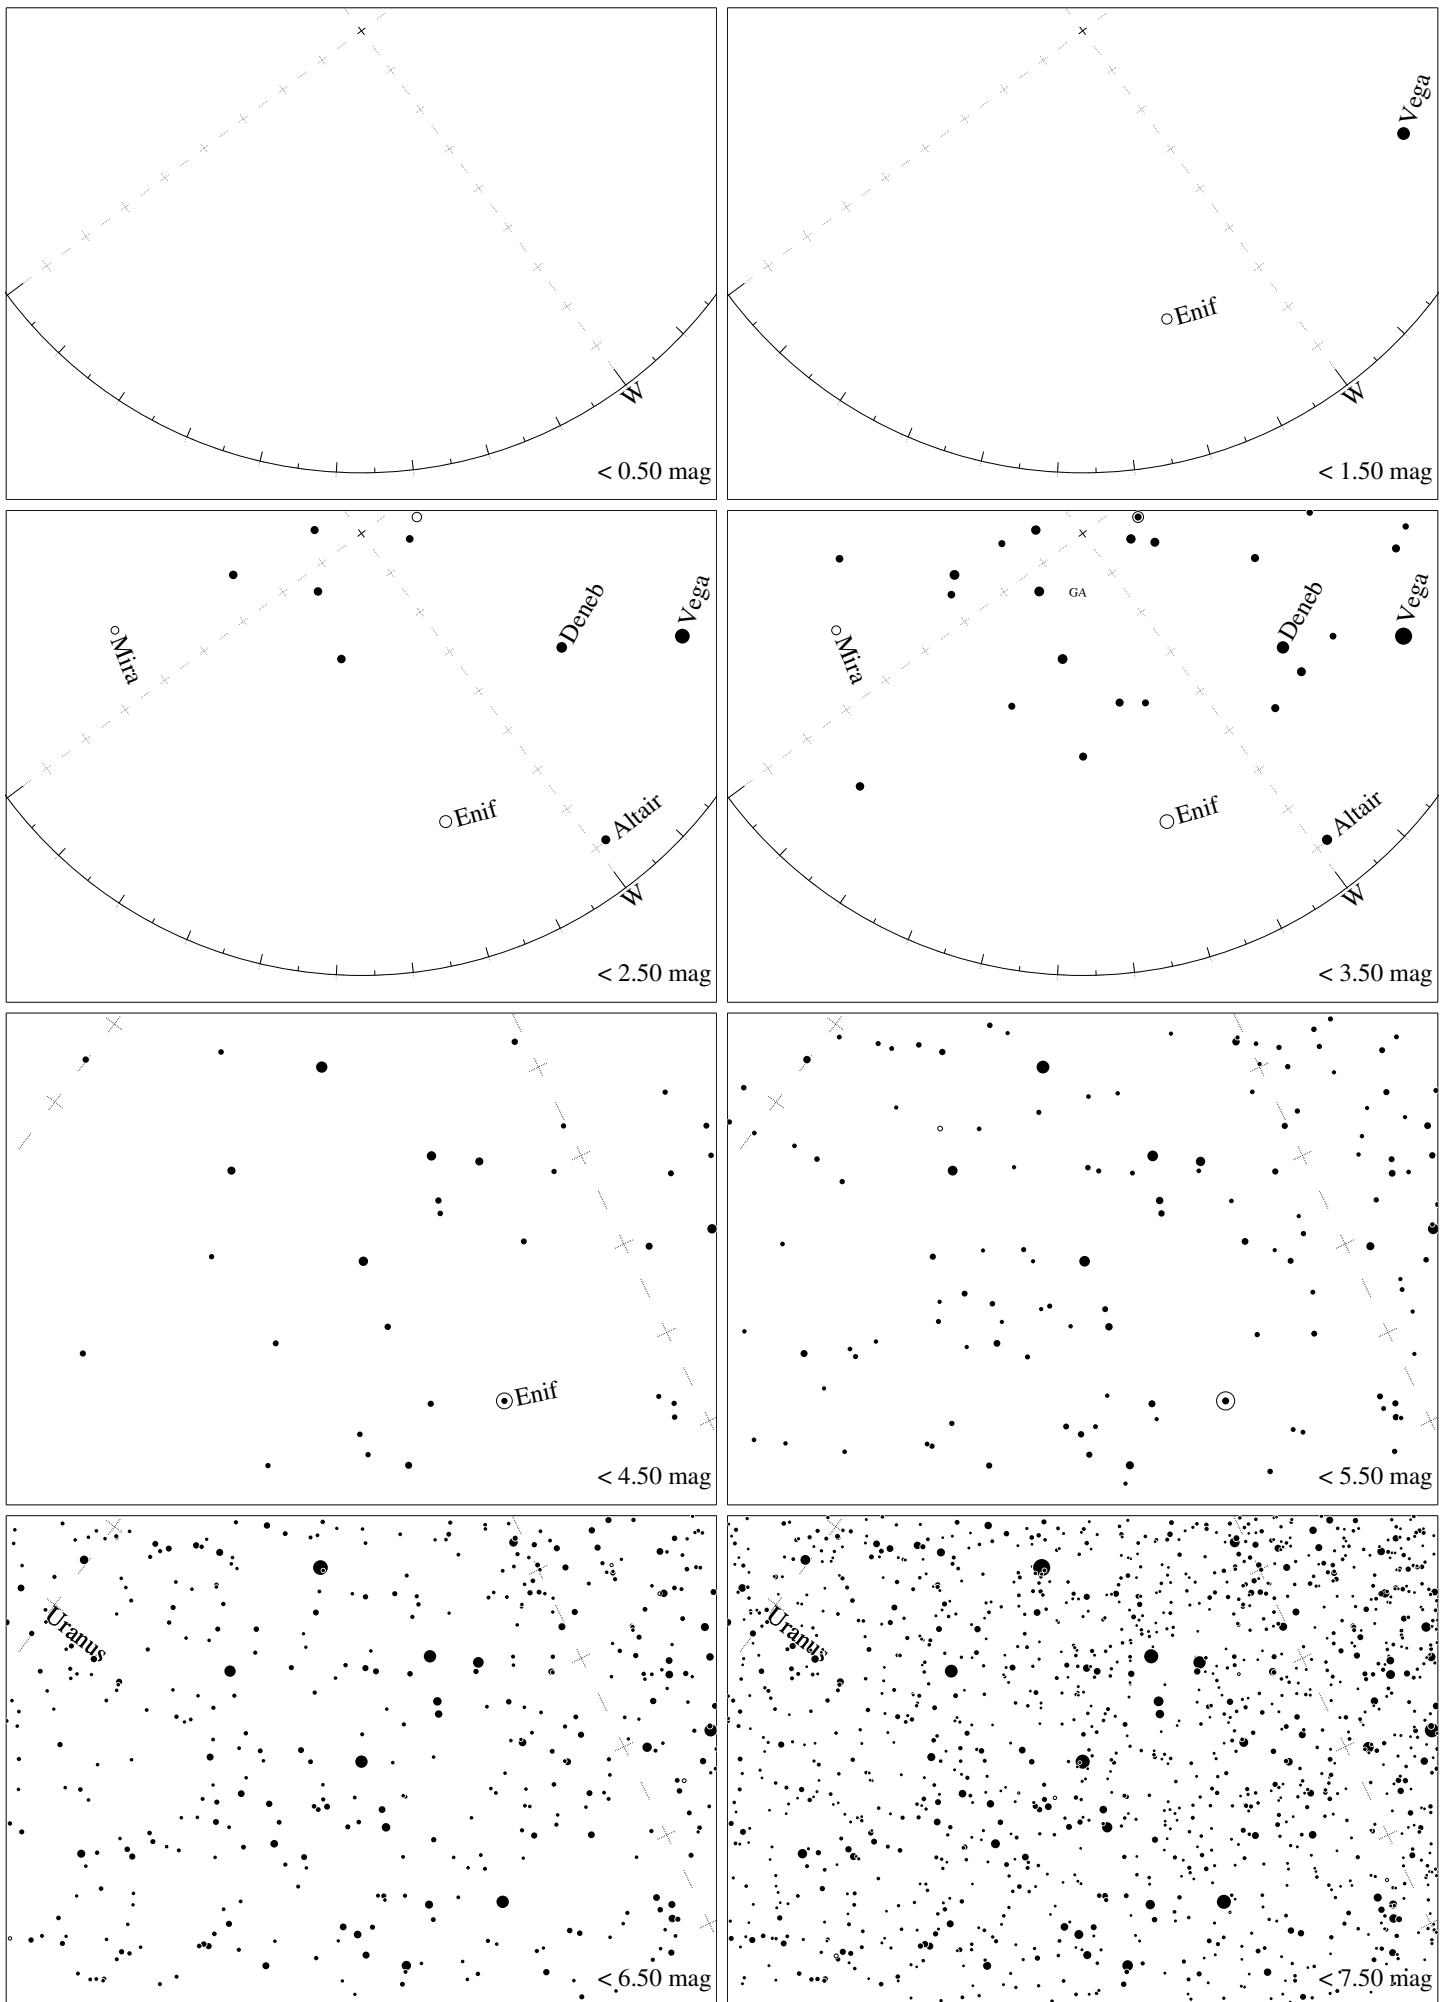 W
< 0.50 mag
Vega
Enif
W
< 1.50 mag
Mira
Deneb
Vega
Enif
Altair
W
< 2.50 mag
GA
Mira
Deneb
Vega
Enif
Altair
W
< 3.50 mag
Enif
< 4.50 mag
< 5.50 mag
Uranus
< 6.50 mag
Uranus
< 7.50 mag